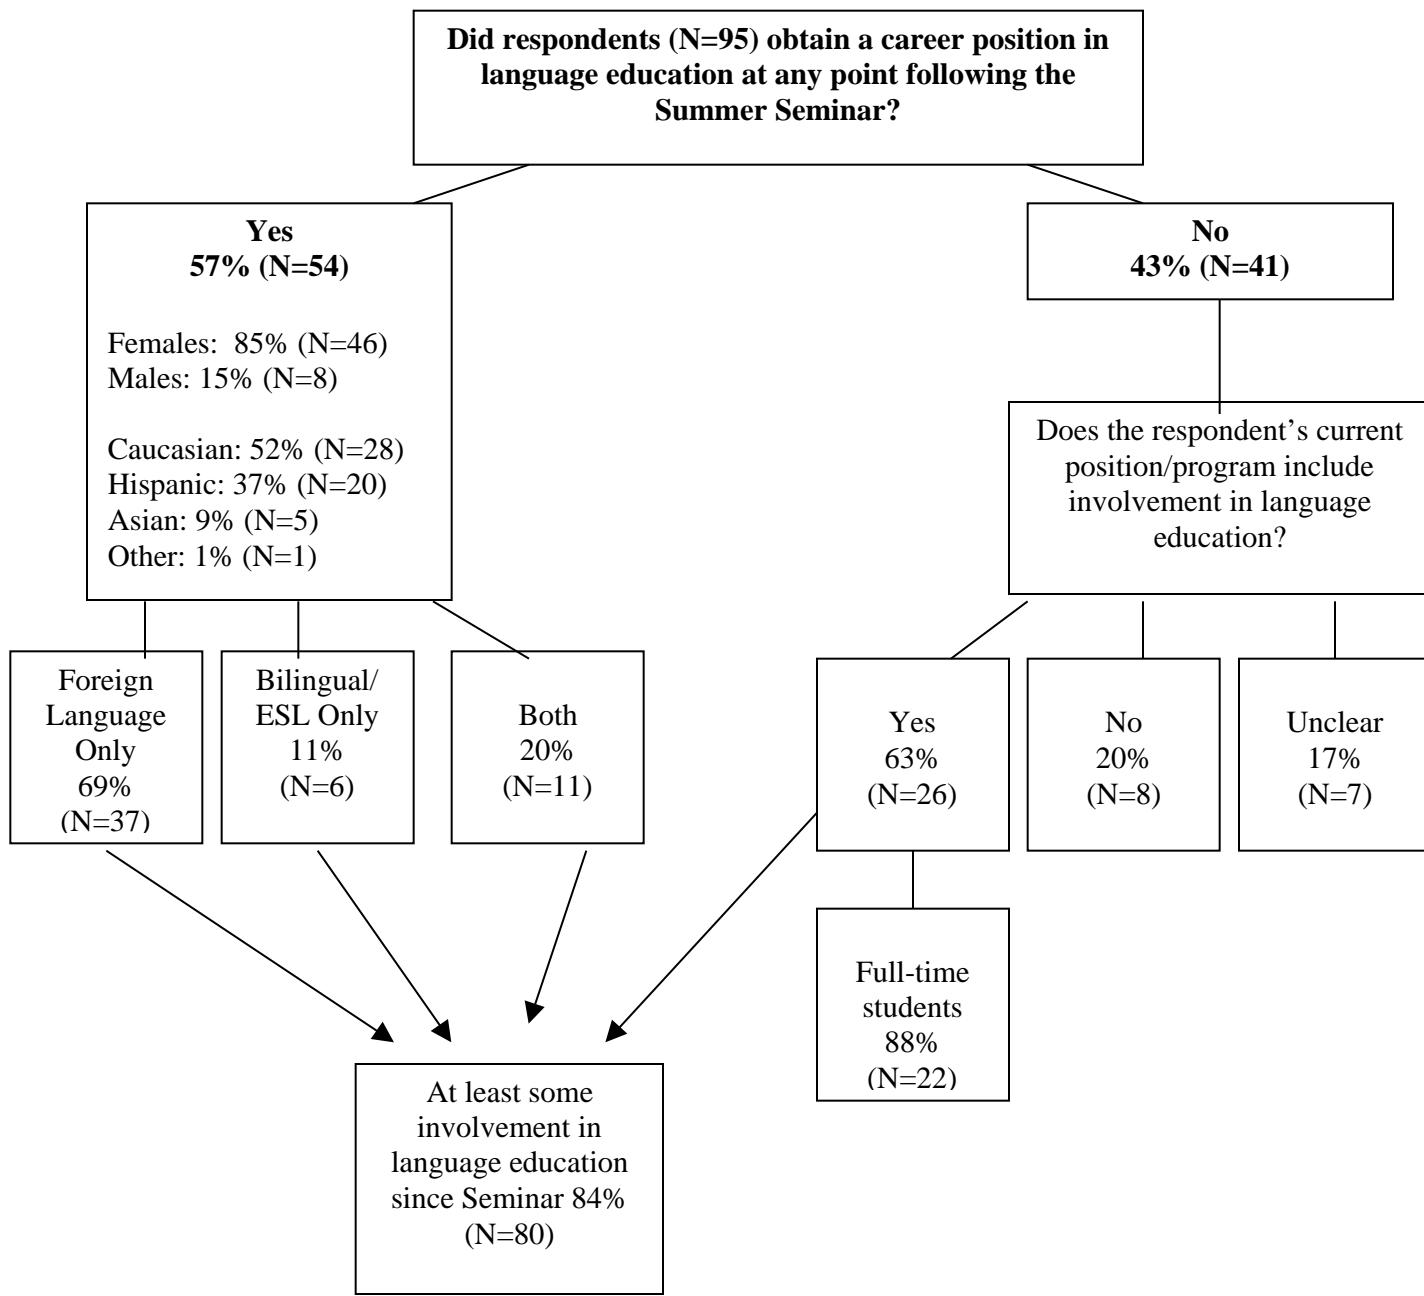 Did respondents (N=95) obtain a career position in
language education at any point following the
Summer Seminar?
Yes
57% (N=54)
Females:  85% (N=46)
Males: 15% (N=8)
Caucasian: 52% (N=28)
Hispanic: 37% (N=20)
Asian: 9% (N=5)
Other: 1% (N=1)
No
43% (N=41)
Does the respondent’s current
position/program include
involvement in language
education?
Foreign
Language
Only
69%
(N=37)
Bilingual/
ESL Only
11%
(N=6)
Both
20%
(N=11)
Yes
63%
(N=26)
No
20%
(N=8)
Unclear
17%
(N=7)
Full-time
students
88%
(N=22)
At least some
involvement in
language education
since Seminar 84%
(N=80)